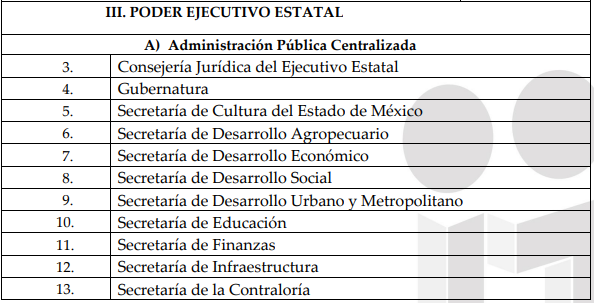 III. PODER EJECUTIVO ESTATAL
A) Administración Pública Centralizada
3. Consejería Jurídica del Ejecutivo Estatal
4. Gubernatura
5. Secretaría de Cultura del Estado de México
6. Secretaría de Desarrollo Agropecuario
7. Secretaría de Desarrollo Económico
8. Secretaría de Desarrollo Social
9. Secretaría de Desarrollo Urbano y Metropolitano
10. Secretaría de Educación
11. Secretaría de Finanzas
12. Secretaría de Infraestructura
13. Secretaría de la Contraloría